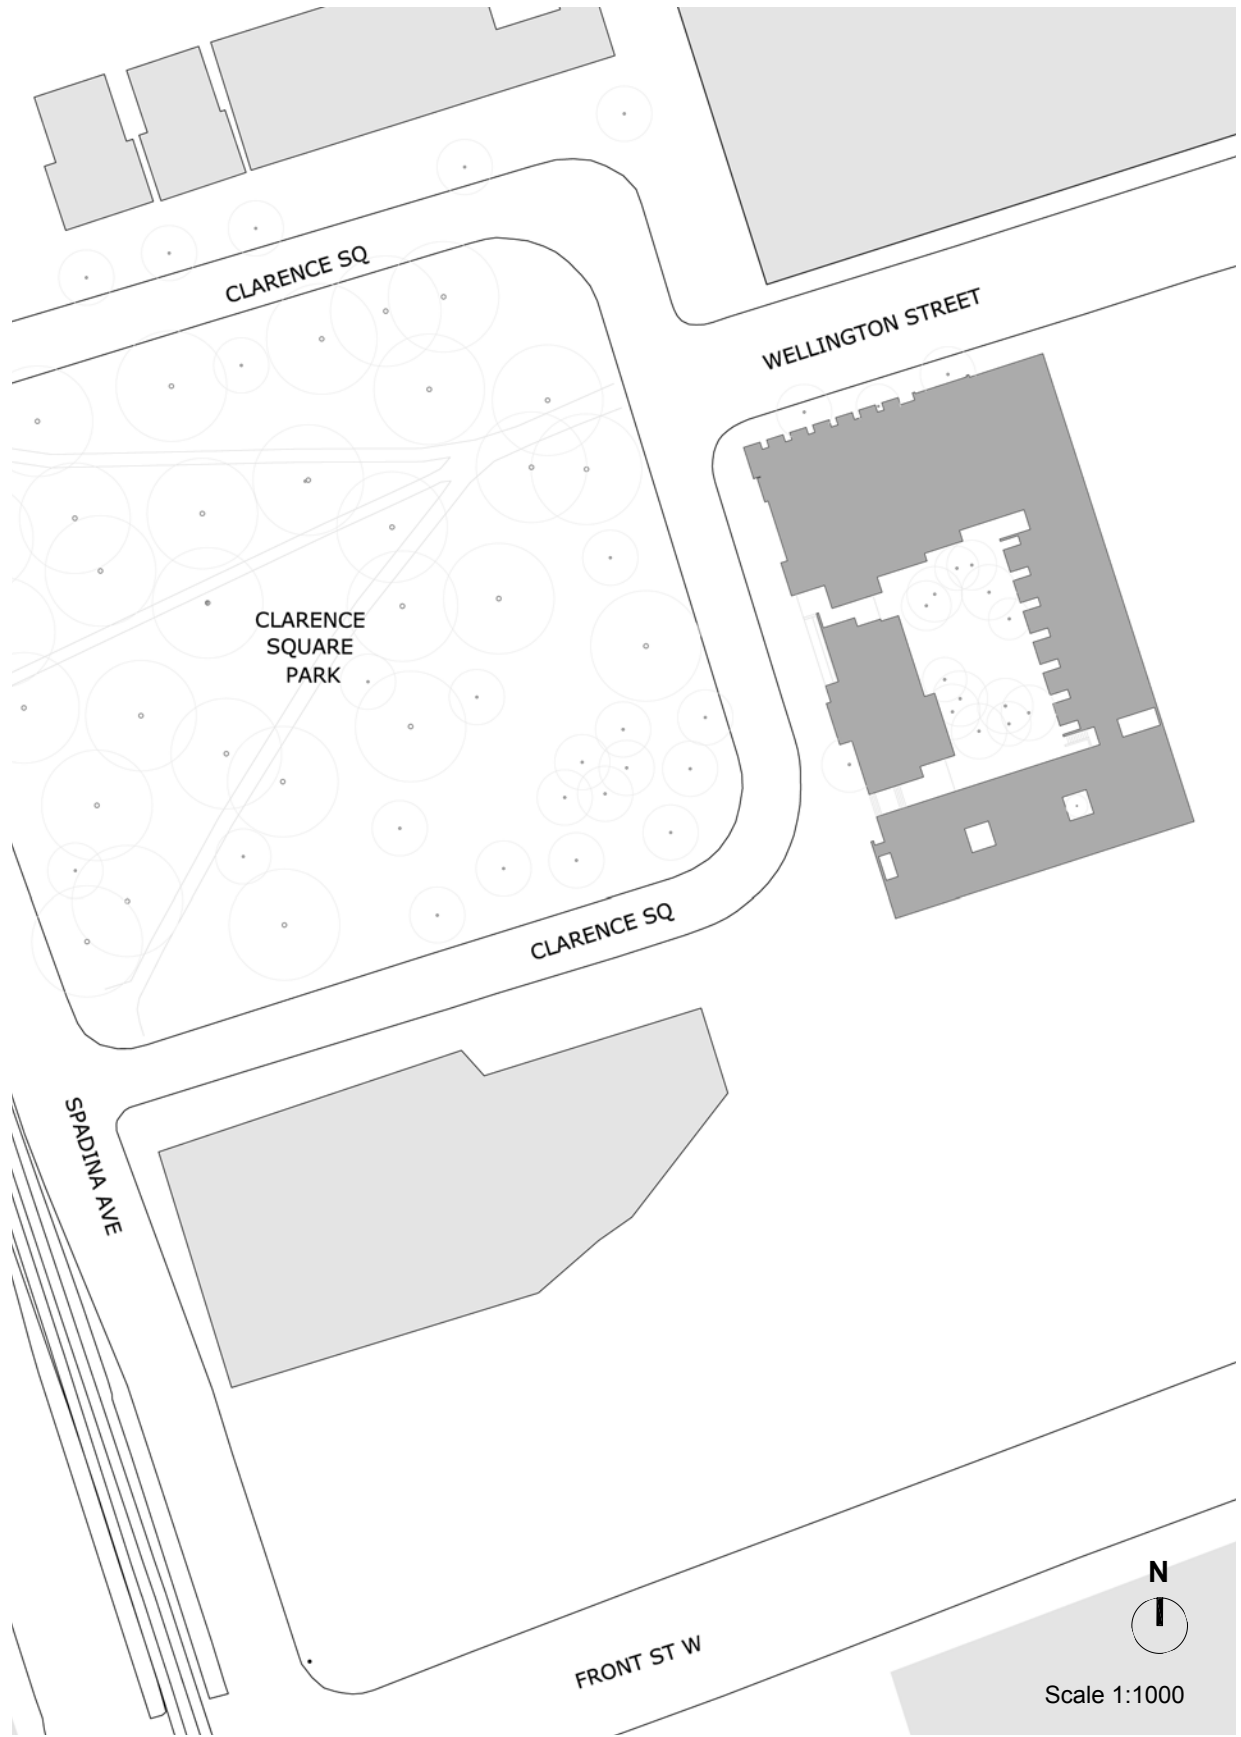 CLARENCE SQ
WELLINGTON STREET
CLARENCE
SQUARE
PARK
CLARENCE SQ
SPADINA AVE
FRONT ST W
N
Scale 1:1000